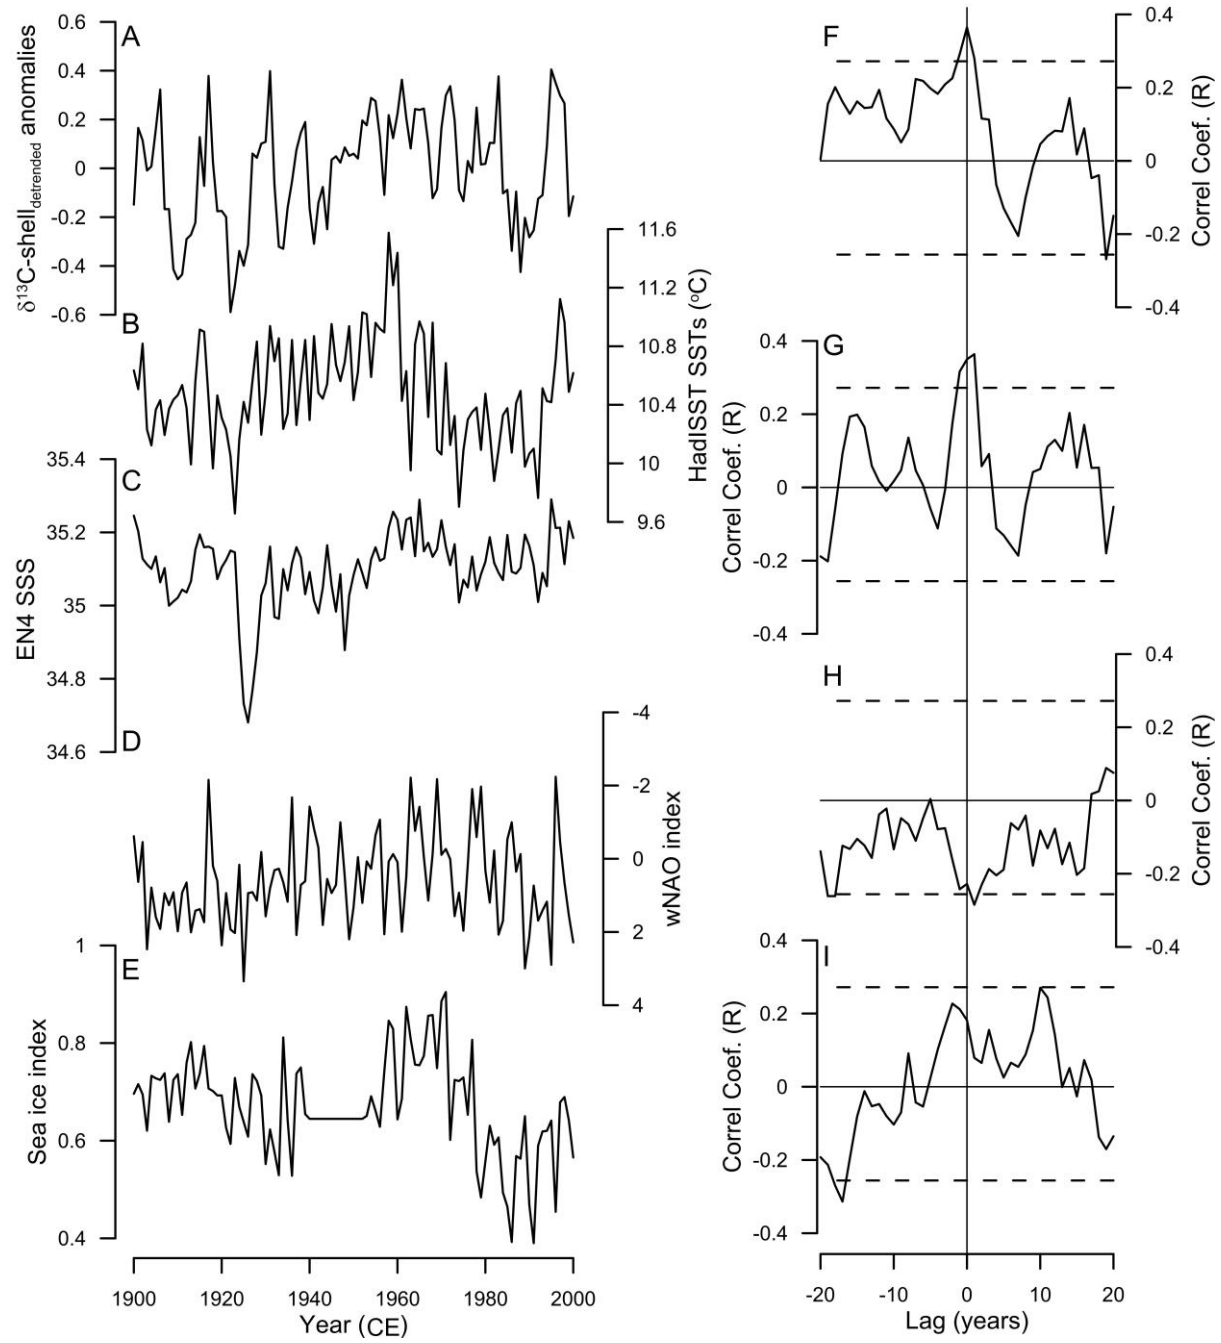 A
0.6
0.4
0.2
0
-0.2
-0.4
-0.6
δ¹³C-shelldetrended anomalies
B
11.6
11.2
10.8
10.4
10
9.6
HadISST SSTs (ºC)
C
35.4
35.2
35
34.8
34.6
EN4 SSS
D
-4
-2
0
2
4
wNAO index
E
1
0.8
0.6
0.4
Sea ice index
1900 1920 1940 1960 1980 2000
Year (CE)
F
0.4
0.2
0
-0.2
-0.4
Correl Coef. (R)
G
0.4
0.2
0
-0.2
-0.4
Correl Coef. (R)
H
0.4
0.2
0
-0.2
-0.4
Correl Coef. (R)
I
0.4
0.2
0
-0.2
-0.4
Correl Coef. (R)
-20 -10 0 10 20
Lag (years)